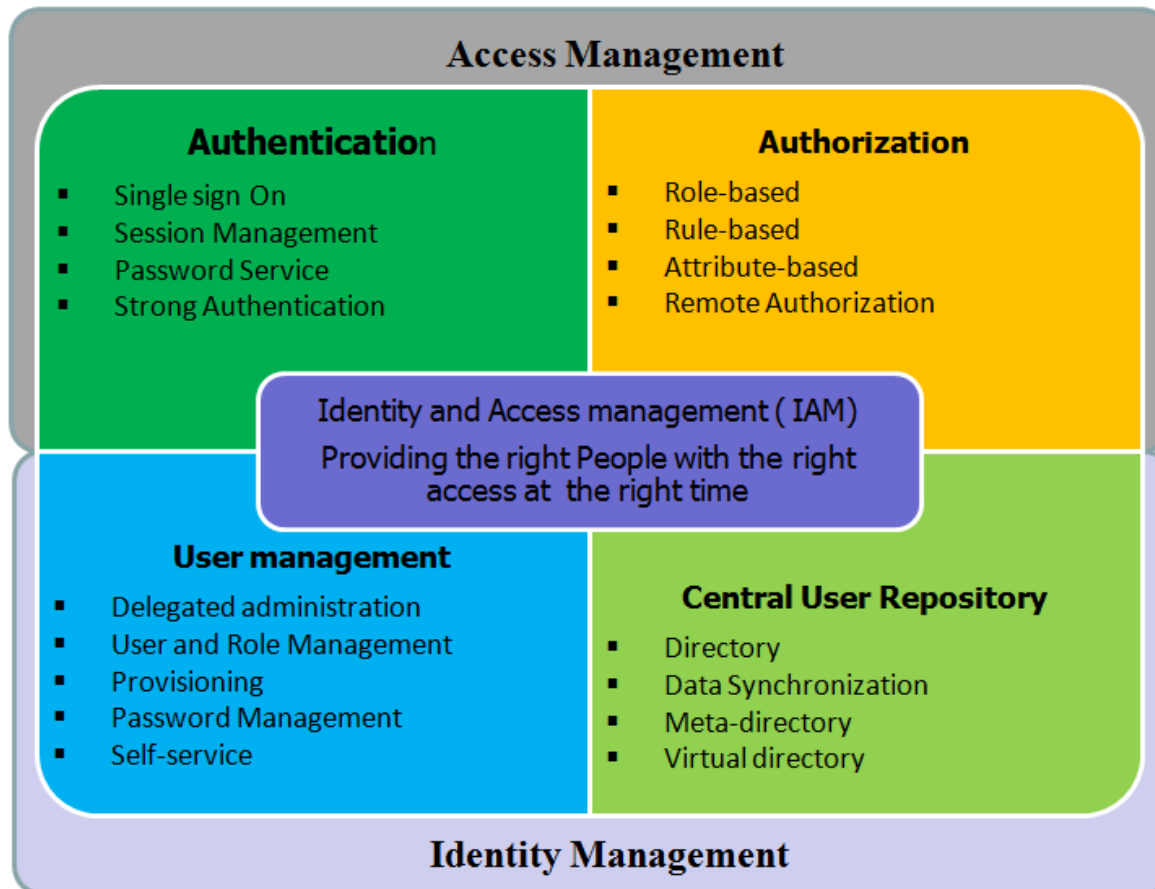 Access Management
Authentication
Single sign On
Session Management
Password Service
Strong Authentication
Authorization
Role-based
Rule-based
Attribute-based
Remote Authorization
Identity and Access management ( IAM)
Providing the right People with the right
access at the right time
User management
Delegated administration
User and Role Management
Provisioning
Password Management
Self-service
Central User Repository
Directory
Data Synchronization
Meta-directory
Virtual directory
Identity Management